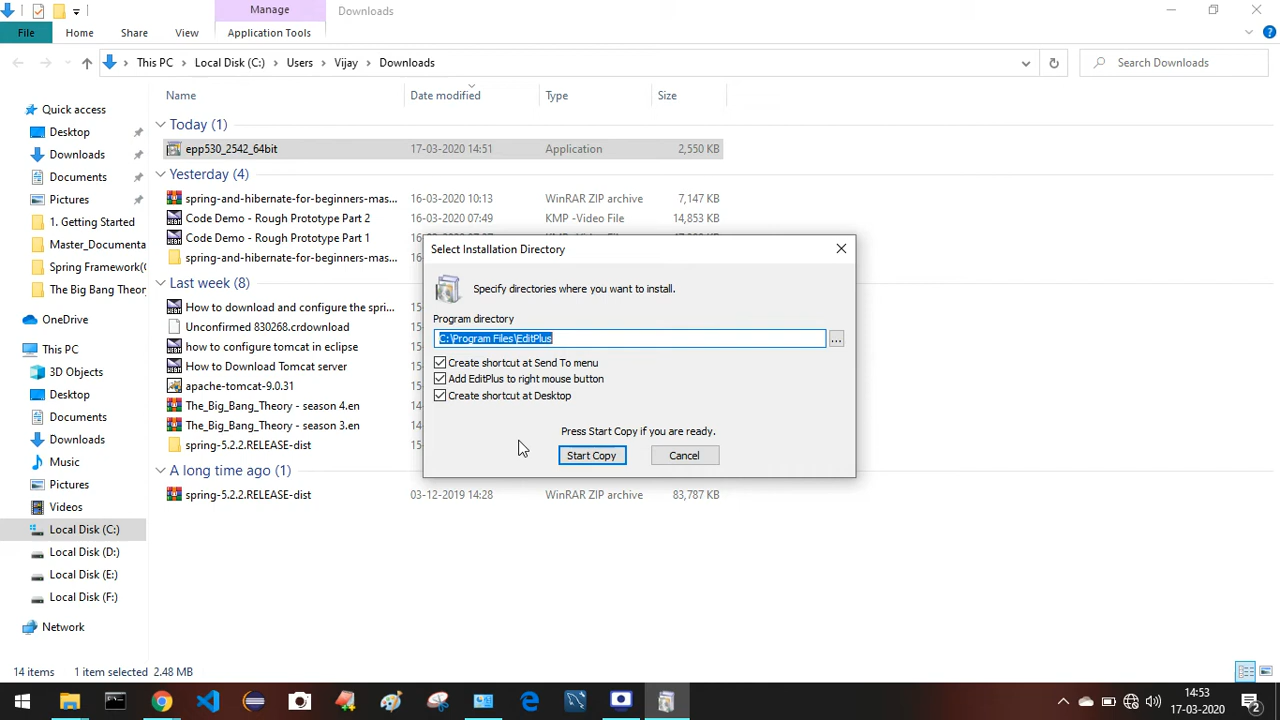 Manage
Downloads
File
Home
Share
View
Application Tools
This PC
Local Disk (C:)
Users
Vijay
Downloads
Search Downloads
Name
Date modified
Type
Size
Quick access
Desktop
Downloads
Documents
Pictures
1. Getting Started
Master_Documenta
Spring Framework(
The Big Bang Theor
OneDrive
This PC
3D Objects
Desktop
Documents
Downloads
Music
Pictures
Videos
Local Disk (C:)
Local Disk (D:)
Local Disk (E:)
Local Disk (F:)
Network
Today (1)
epp530_2542_64bit 17-03-2020 14:51 Application 2,550 KB
Yesterday (4)
spring-and-hibernate-for-beginners-mas... 16-03-2020 10:13 WinRAR ZIP archive 7,147 KB
Code Demo - Rough Prototype Part 2 16-03-2020 07:49 KMP -Video File 14,853 KB
Code Demo - Rough Prototype Part 1
spring-and-hibernate-for-beginners-mas...
Last week (8)
How to download and configure the spri...
Unconfirmed 830268.crdownload
how to configure tomcat in eclipse
How to Download Tomcat server
apache-tomcat-9.0.31
The_Big_Bang_Theory - season 4.en
The_Big_Bang_Theory - season 3.en
spring-5.2.2.RELEASE-dist
A long time ago (1)
spring-5.2.2.RELEASE-dist 03-12-2019 14:28 WinRAR ZIP archive 83,787 KB
Select Installation Directory
Specify directories where you want to install.
Program directory
C:\Program Files\EditPlus
...
Create shortcut at Send To menu
Add EditPlus to right mouse button
Create shortcut at Desktop
Press Start Copy if you are ready.
Start Copy
Cancel
14 items
1 item selected 2.48 MB
14:53
17-03-2020
2